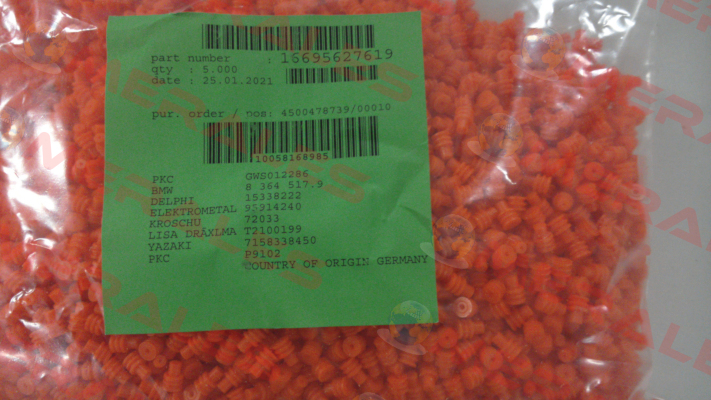 part number : 16695627619
qty : 5.000
date : 25.01.2021
pur. order / pos: 4500478739/00010
10058168985
PKC GWS012286
BMW 8 364 517.9
DELPHI 15338222
ELEKTROMETAL 95914240
KROSCHU 72033
LISA DRÄXLMA T2100199
YAZAKI 7158338450
PKC P9102
COUNTRY OF ORIGIN GERMANY